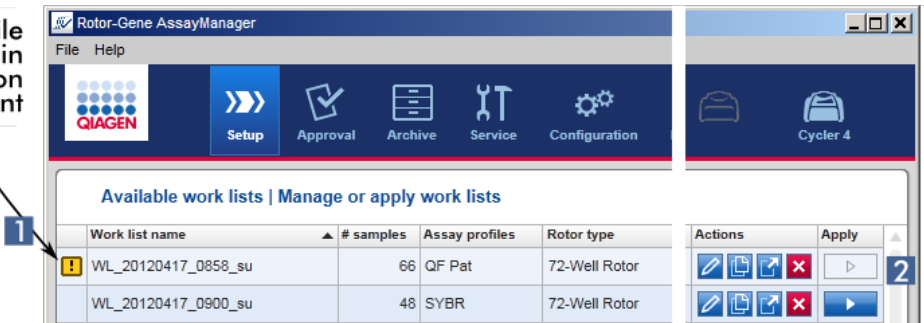 ile
in
on
nt
Rotor-Gene AssayManager
File Help
QIAGEN
Setup Approval Archive Service Configuration Cycler 4
Available work lists | Manage or apply work lists
Work list name # samples Assay profiles Rotor type Actions Apply
1
! WL_20120417_0858_su 66 QF Pat 72-Well Rotor 2
WL_20120417_0900_su 48 SYBR 72-Well Rotor